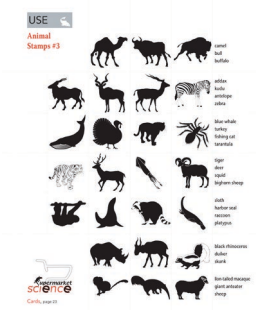 USE
Animal
Stamps #3
camel
bull
buffalo
addax
kudu
antelope
zebra
blue whale
turkey
fishing cat
tarantula
tiger
deer
squid
bighorn sheep
sloth
harbor seal
raccoon
platypus
black rhinoceros
duiker
skunk
lion-tailed macaque
giant anteater
sheep
Supermarket
science
Cards, page 23